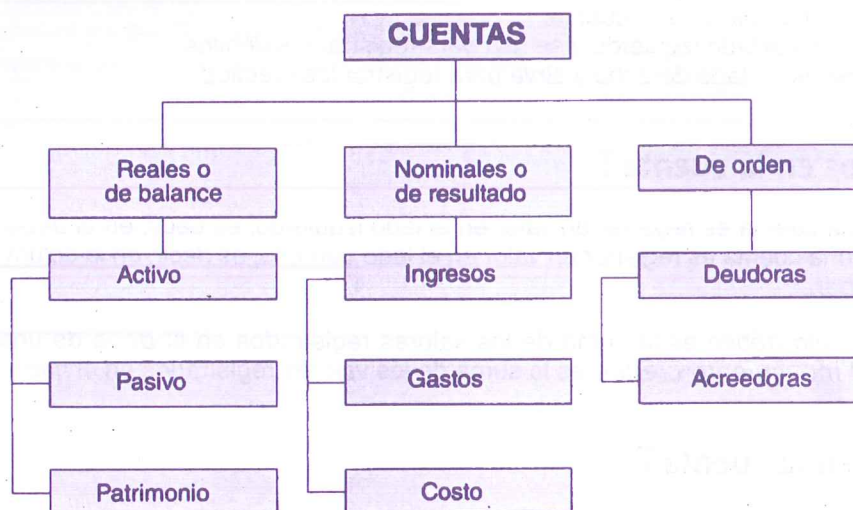 CUENTAS
Reales o
de balance
Nominales o
de resultado
De orden
Activo
Ingresos
Deudoras
Pasivo
Gastos
Acreedoras
Patrimonio
Costo